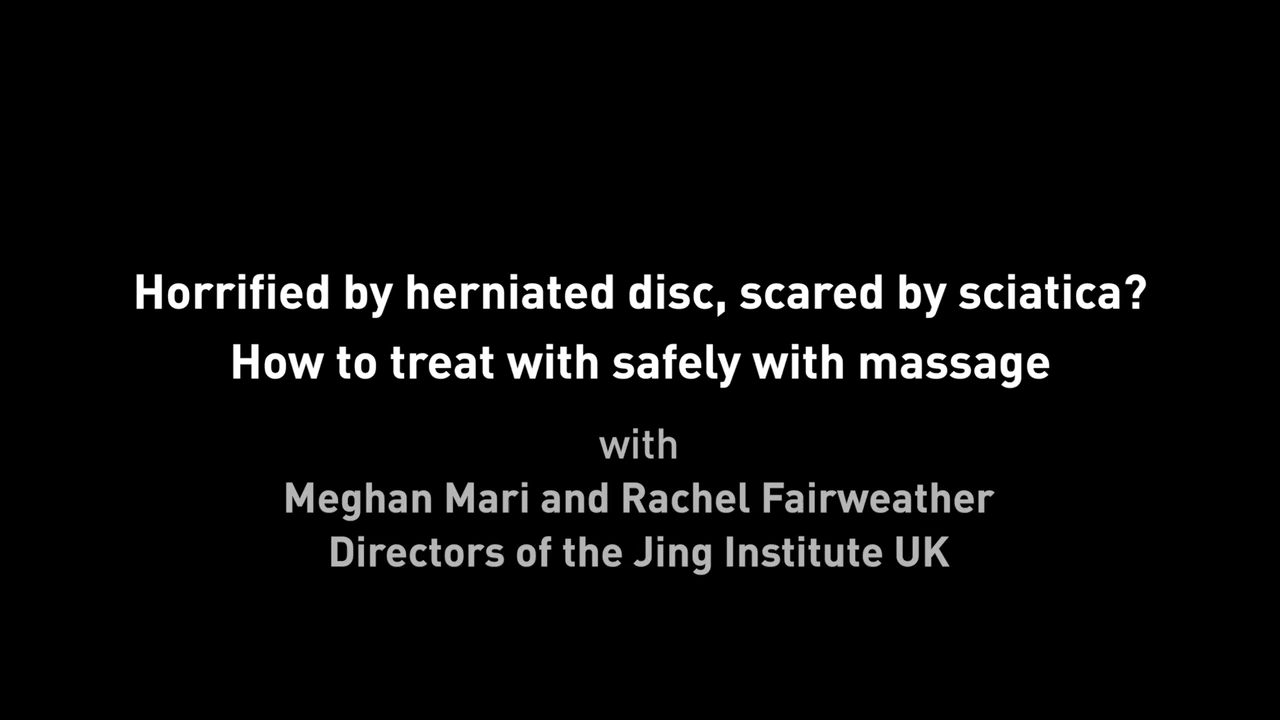 Horrified by herniated disc, scared by sciatica?
How to treat with safely with massage
with
Meghan Mari and Rachel Fairweather
Directors of the Jing Institute UK